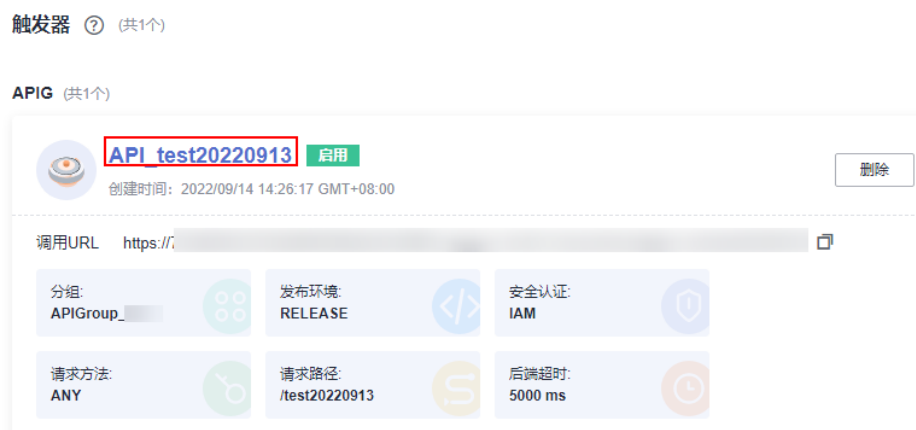 触发器 (共1个)
APIG (共1个)
API_test20220913 启用
删除
创建时间：2022/09/14 14:26:17 GMT+08:00
调用URL https://
分组: 发布环境: 安全认证:
APIGroup_ RELEASE IAM
请求方法: 请求路径: 后端超时:
ANY /test20220913 5000 ms